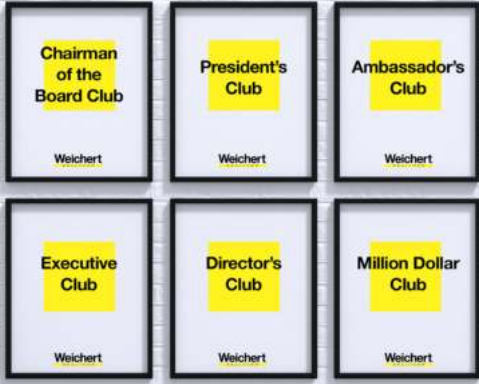 Chairman
of the
Board Club
Weichert
President's
Club
Weichert
Ambassador's
Club
Weichert
Executive
Club
Weichert
Director's
Club
Weichert
Million Dollar
Club
Weichert